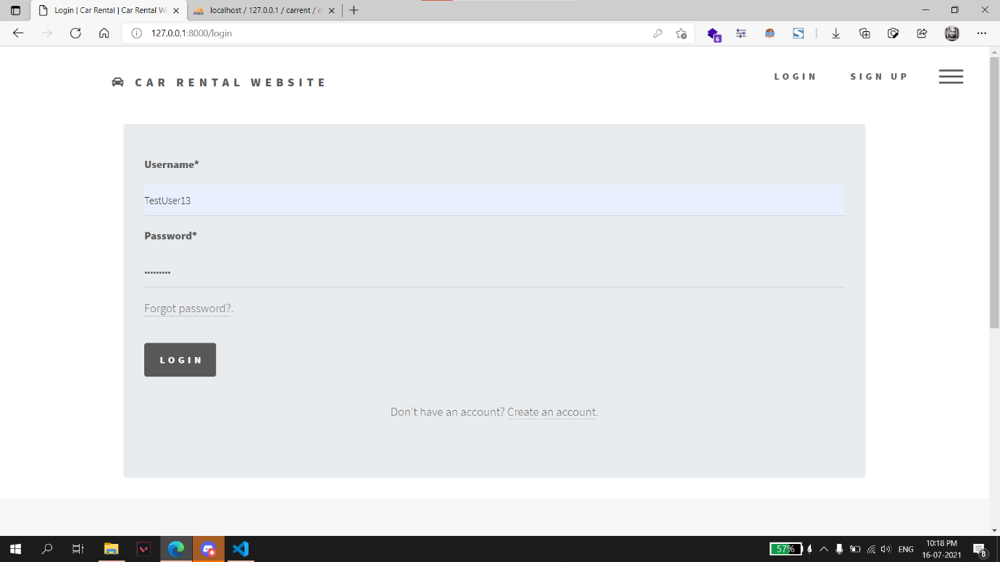 Login | Car Rental | Car Rental We
localhost / 127.0.0.1 / carrent / c
127.0.0.1:8000/login
6
CAR RENTAL WEBSITE
LOGIN
SIGN UP
Username*
TestUser13
Password*
•••••••••
Forgot password?.
LOGIN
Don't have an account? Create an account.
57%
ENG
10:18 PM
16-07-2021
8